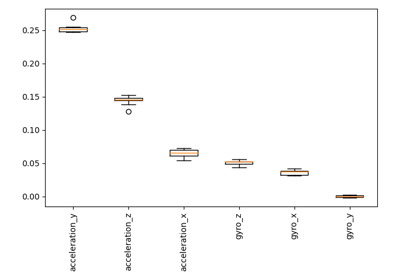 0.25
0.20
0.15
0.10
0.05
0.00
acceleration_y
acceleration_z
acceleration_x
gyro_z
gyro_x
gyro_y